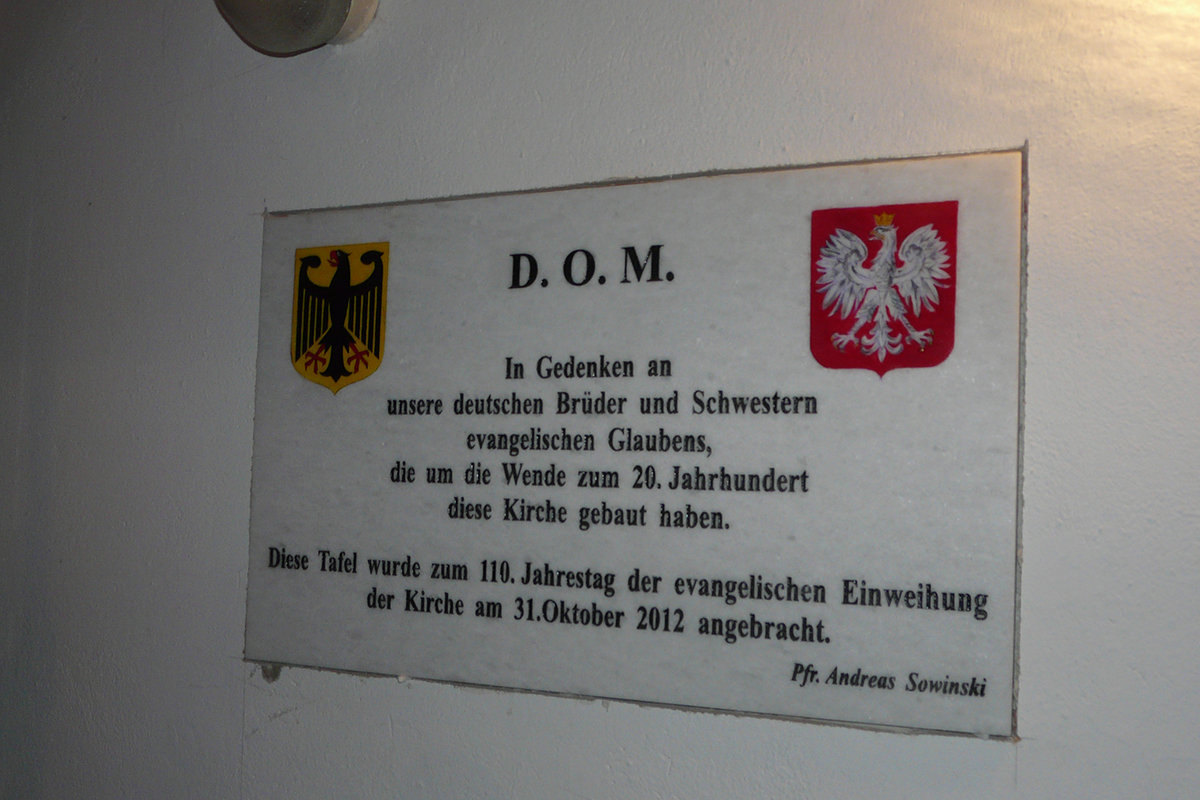 D. O. M.
In Gedenken an
unsere deutschen Brüder und Schwestern
evangelischen Glaubens,
die um die Wende zum 20. Jahrhundert
diese Kirche gebaut haben.
Diese Tafel wurde zum 110. Jahrestag der evangelischen Einweihung
der Kirche am 31.Oktober 2012 angebracht.
Pfr. Andreas Sowinski